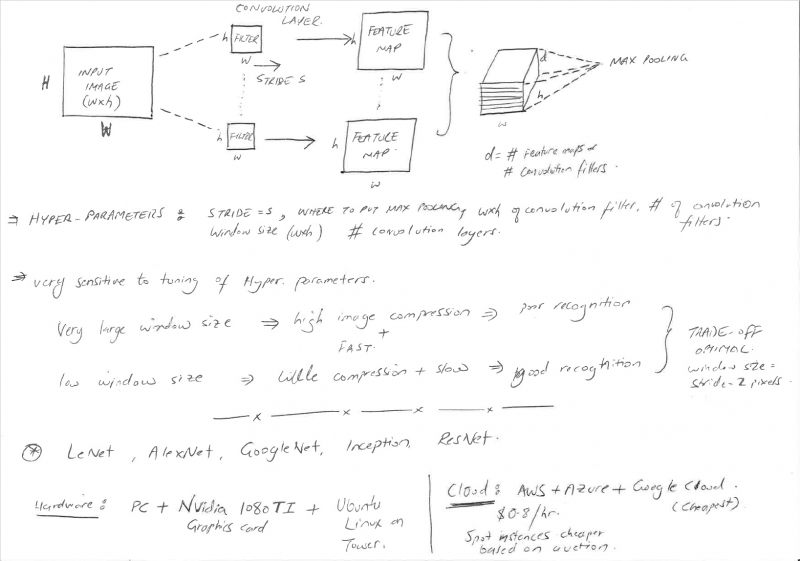 CONVOLUTION
LAYER.
h FILTER
w
STRIDE S
h FEATURE
MAP
w
H
INPUT
IMAGE
(wxh)
W
d
h
w
MAX POOLING
h FILTER
w
h FEATURE
MAP.
w
d = # Feature maps or
# Convolution filters.
⇒ HYPER-PARAMETERS : STRIDE = S, WHERE TO PUT MAX POOLING, wxh of convolution filter, # of convolution
filters.
Window size (wxh) # convolution layers.
⇒ very sensitive to tuning of Hyper. parameters.
Very large window size ⇒ high image compression ⇒ poor recognition
+
FAST.
low window size ⇒ little compression + slow ⇒ good recognition
TRADE-OFF
OPTIMAL.
window size =
Stride = 2 pixels.
x x x x
* LeNet, AlexNet, GoogleNet, Inception, ResNet.
Hardware: PC + Nvidia 1080TI + Ubuntu
Graphics card
Linux on
Tower.
Cloud: AWS + Azure + Google Cloud.
(Cheapest)
$0.8/hr.
Spot instances cheaper
based on auction.